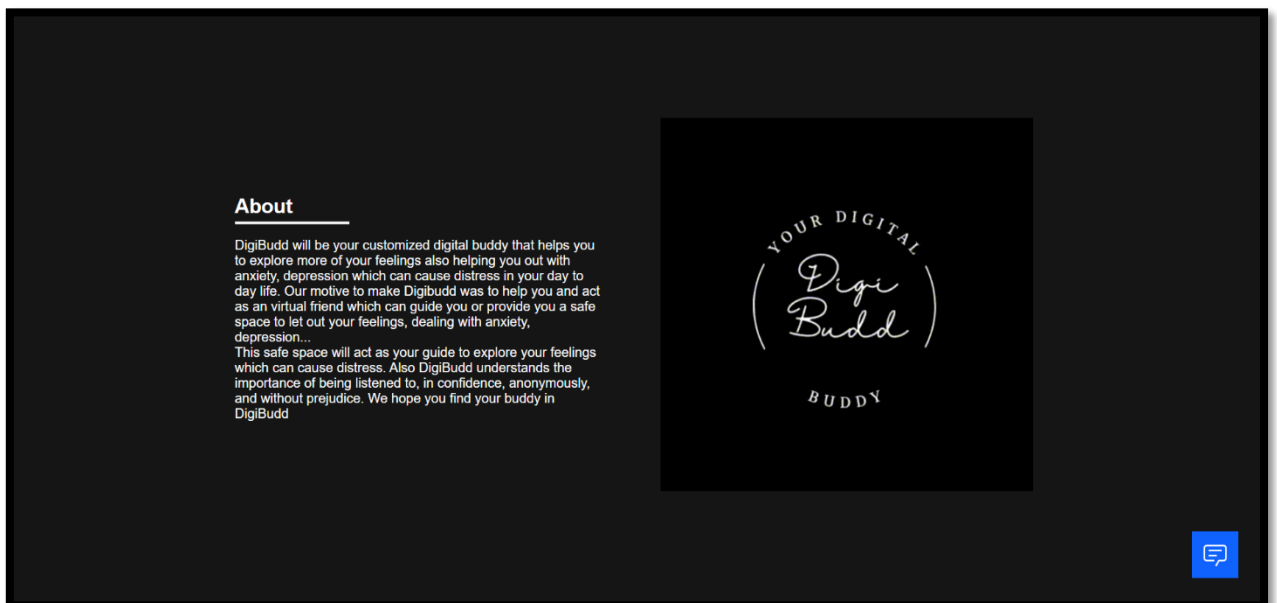 About
DigiBudd will be your customized digital buddy that helps you
to explore more of your feelings also helping you out with
anxiety, depression which can cause distress in your day to
day life. Our motive to make Digibudd was to help you and act
as an virtual friend which can guide you or provide you a safe
space to let out your feelings, dealing with anxiety,
depression...
This safe space will act as your guide to explore your feelings
which can cause distress. Also DigiBudd understands the
importance of being listened to, in confidence, anonymously,
and without prejudice. We hope you find your buddy in
DigiBudd
YOUR DIGITAL
Digi
Budd
BUDDY